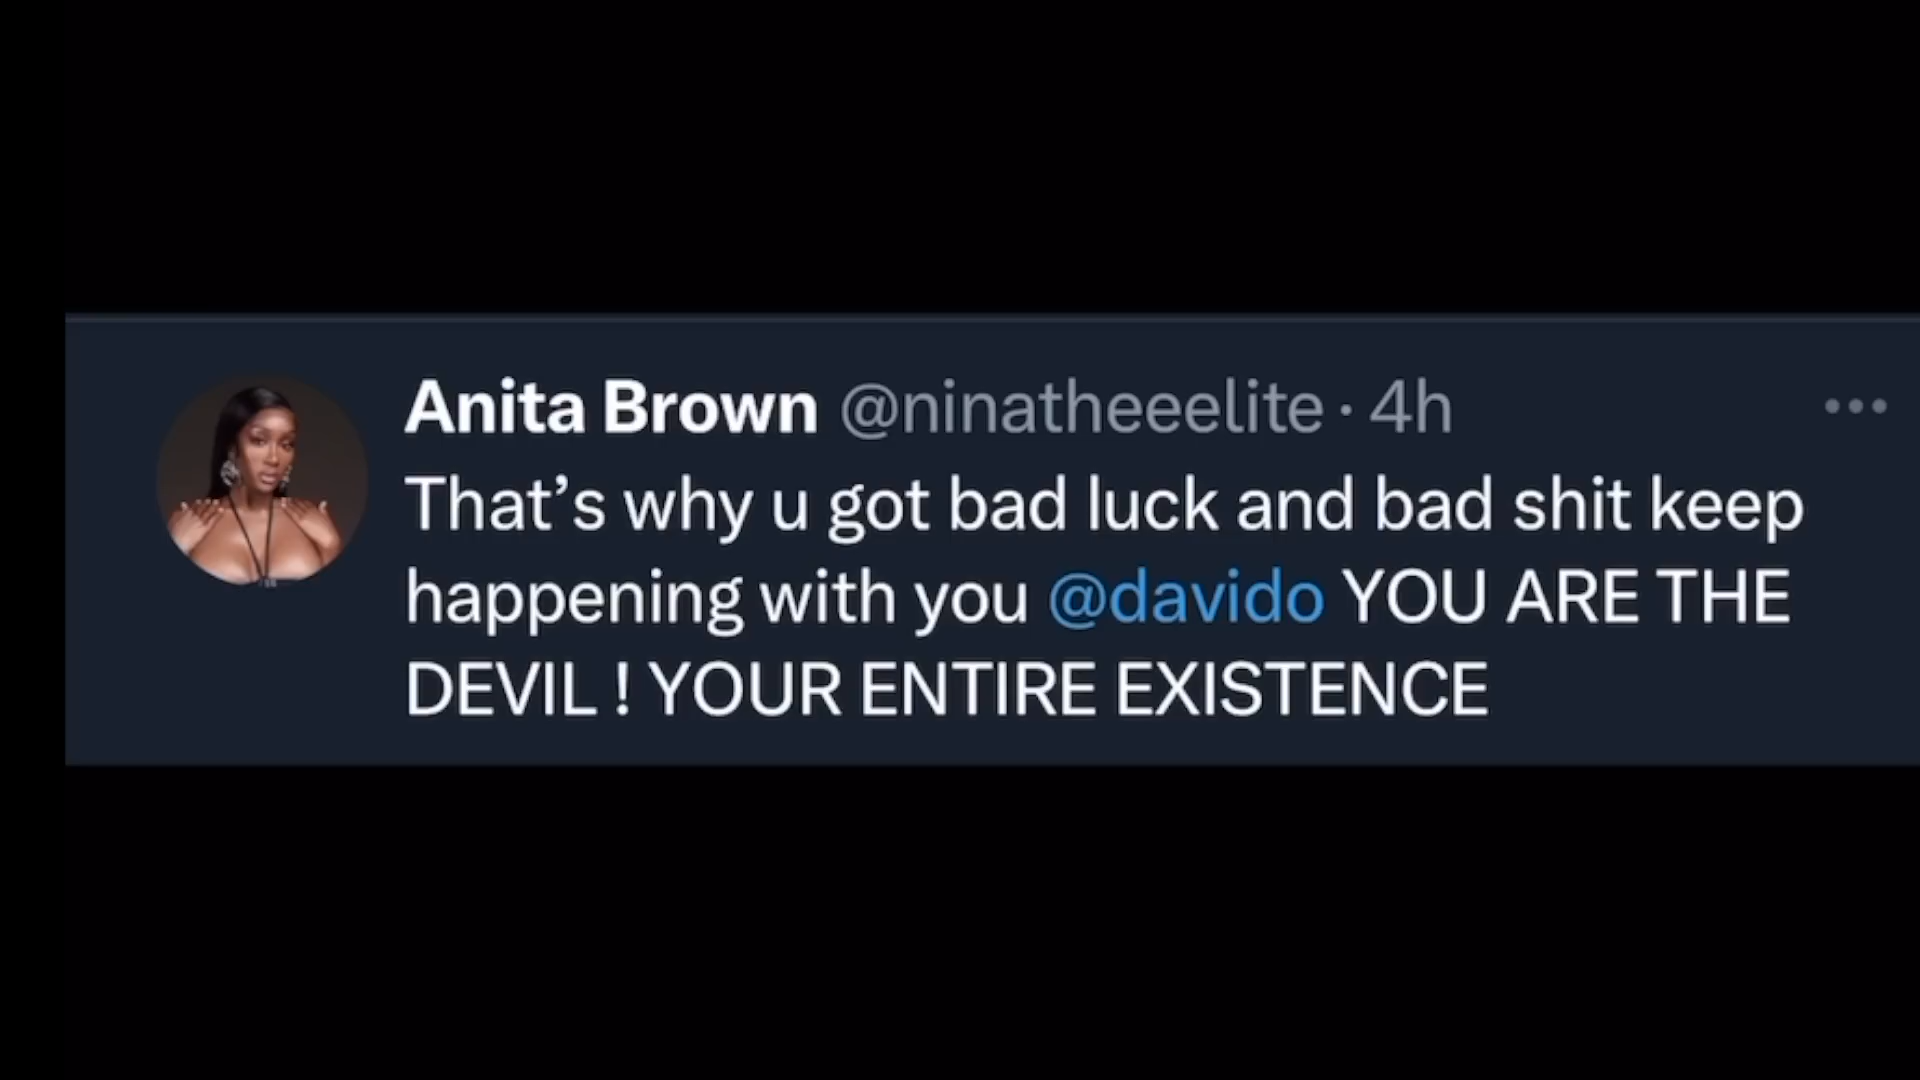 Anita Brown @ninatheeelite · 4h
That’s why u got bad luck and bad shit keep
happening with you @davido YOU ARE THE
DEVIL ! YOUR ENTIRE EXISTENCE